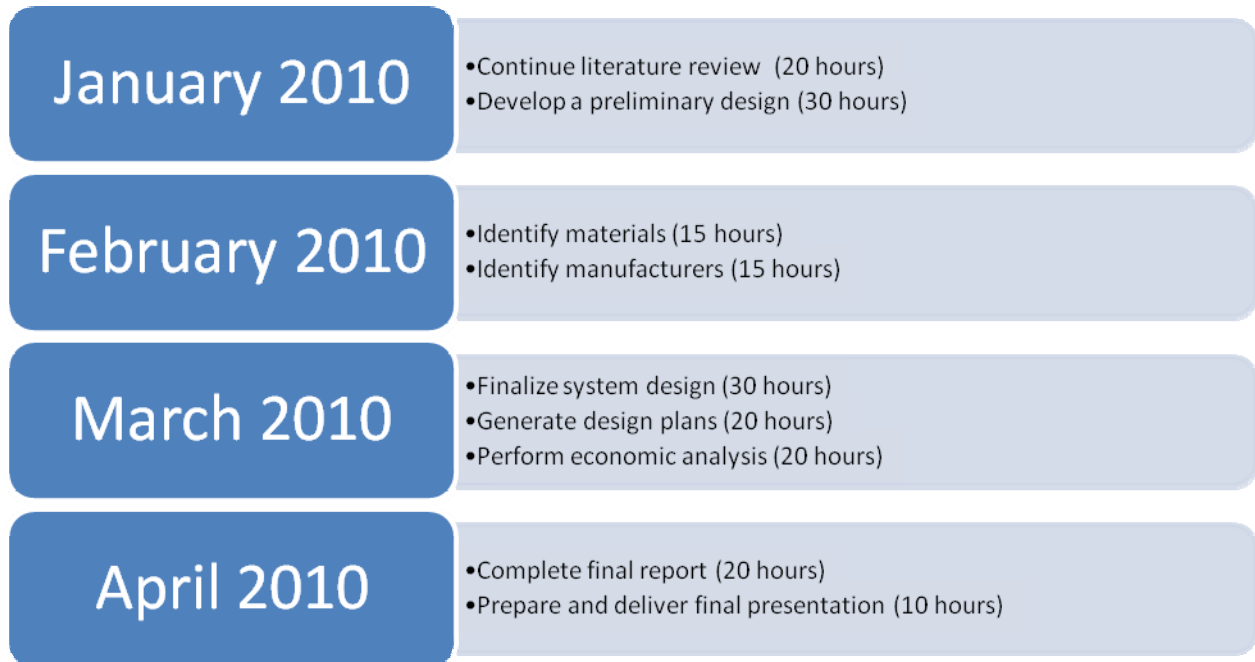 January 2010
•Continue literature review (20 hours)
•Develop a preliminary design (30 hours)
February 2010
•Identify materials (15 hours)
•Identify manufacturers (15 hours)
March 2010
•Finalize system design (30 hours)
•Generate design plans (20 hours)
•Perform economic analysis (20 hours)
April 2010
•Complete final report (20 hours)
•Prepare and deliver final presentation (10 hours)